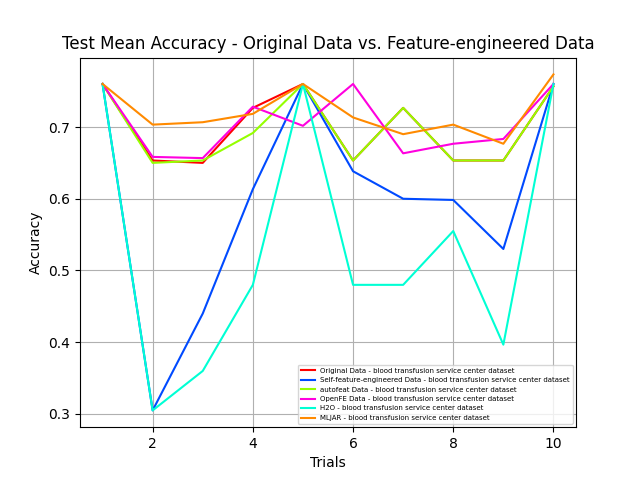 Test Mean Accuracy - Original Data vs. Feature-engineered Data
Accuracy
0.7
0.6
0.5
0.4
0.3
2
4
6
8
10
Trials
Original Data - blood transfusion service center dataset
Self-feature-engineered Data - blood transfusion service center dataset
autofeat Data - blood transfusion service center dataset
OpenFE Data - blood transfusion service center dataset
H2O - blood transfusion service center dataset
MLJAR - blood transfusion service center dataset